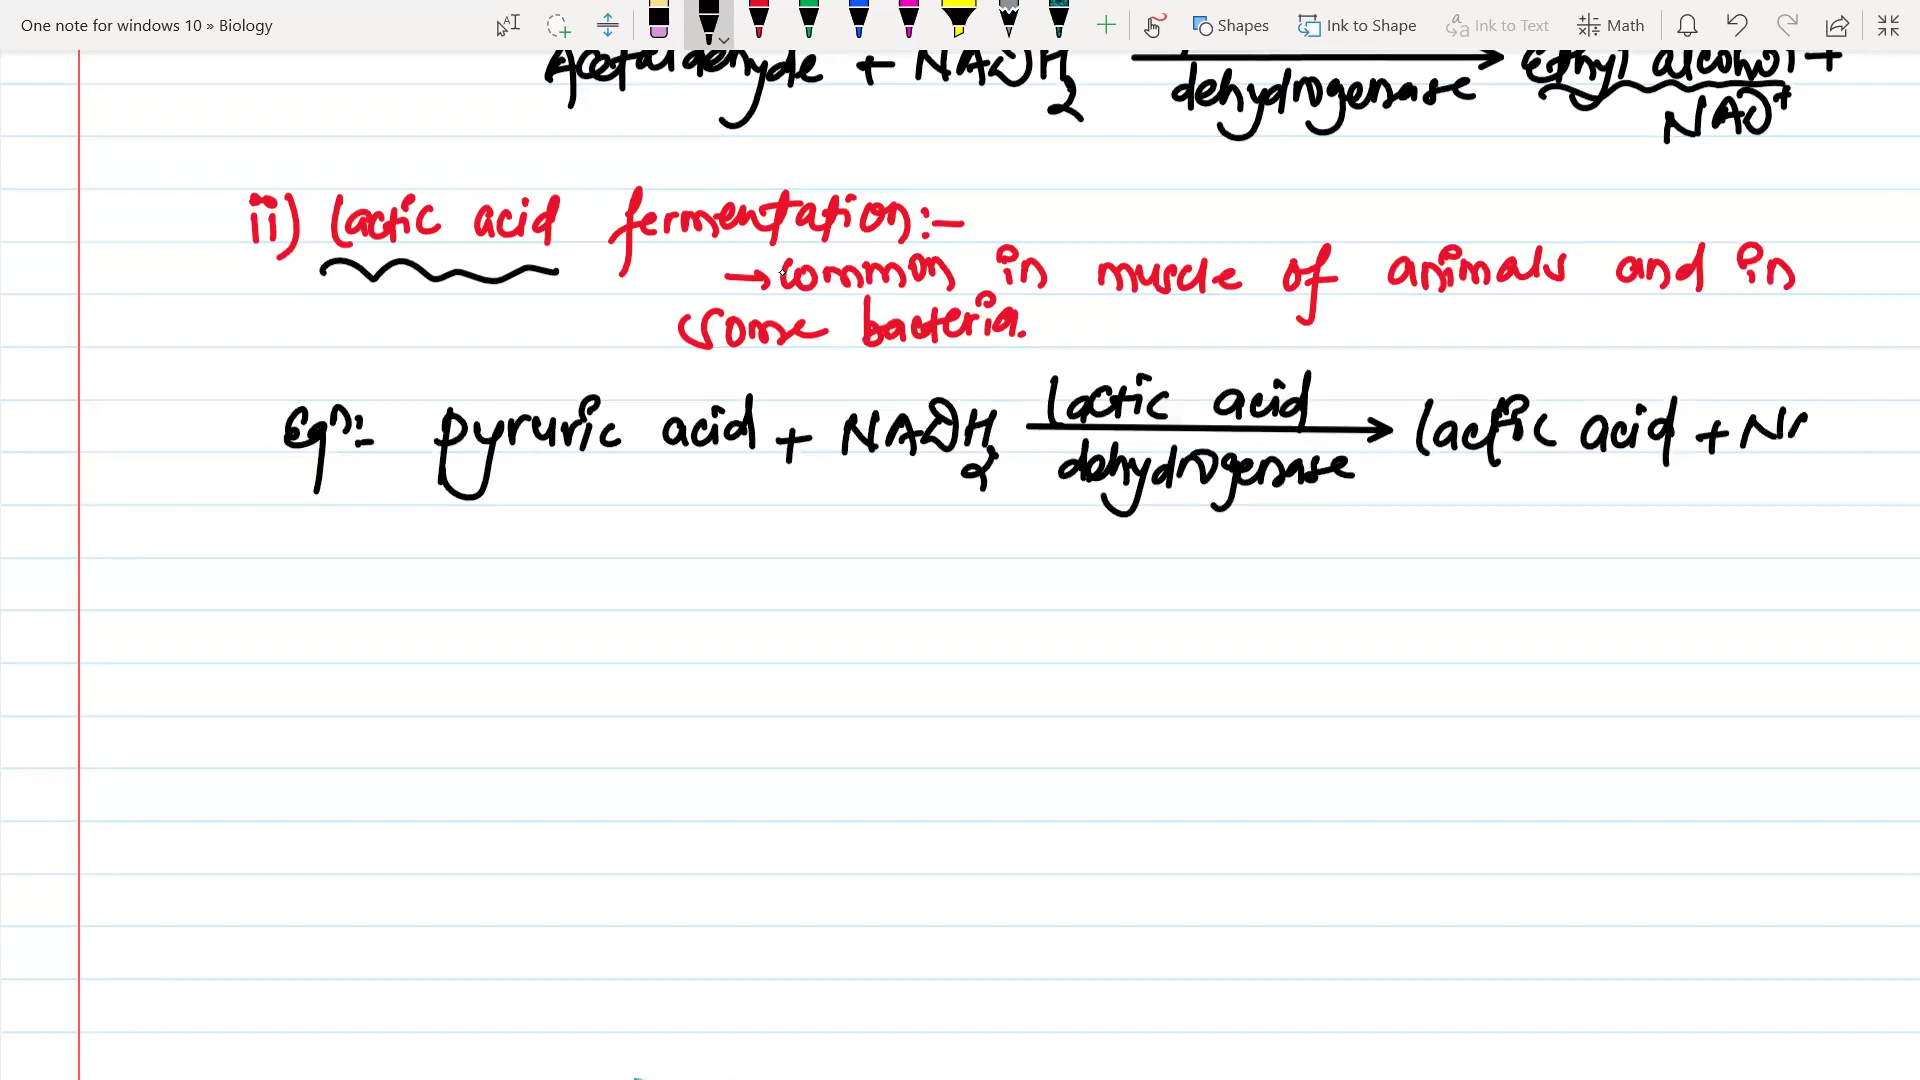 One note for windows 10 » Biology
Shapes Ink to Shape Ink to Text Math
Acetaldehyde + NADH2 → Ethyl alcohol +
dehydrogenase
NAD+
ii) lactic acid fermentation:-
→common in muscle of animals and in
some bacteria.
lactic acid
Eqn:- pyruvic acid + NADH2 → lactic acid + NA
dehydrogenase